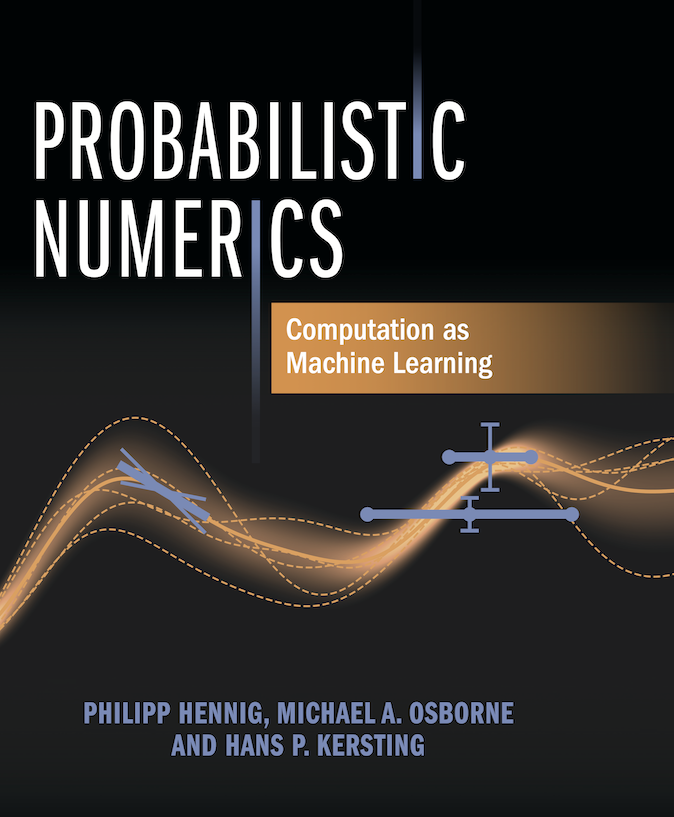 PROBABILISTIC
NUMERICS
Computation as
Machine Learning
PHILIPP HENNIG, MICHAEL A. OSBORNE
AND HANS P. KERSTING